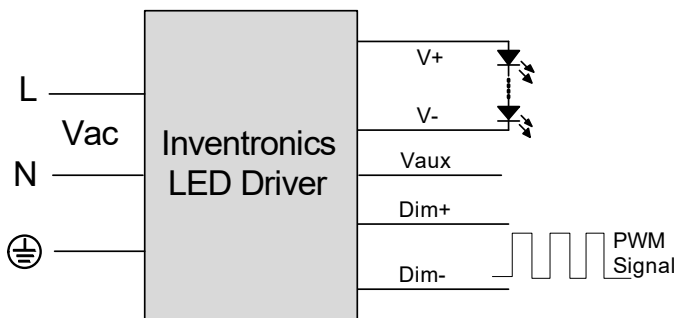 L
Vac
N
Inventronics
LED Driver
V+
V-
Vaux
Dim+
Dim-
PWM
Signal